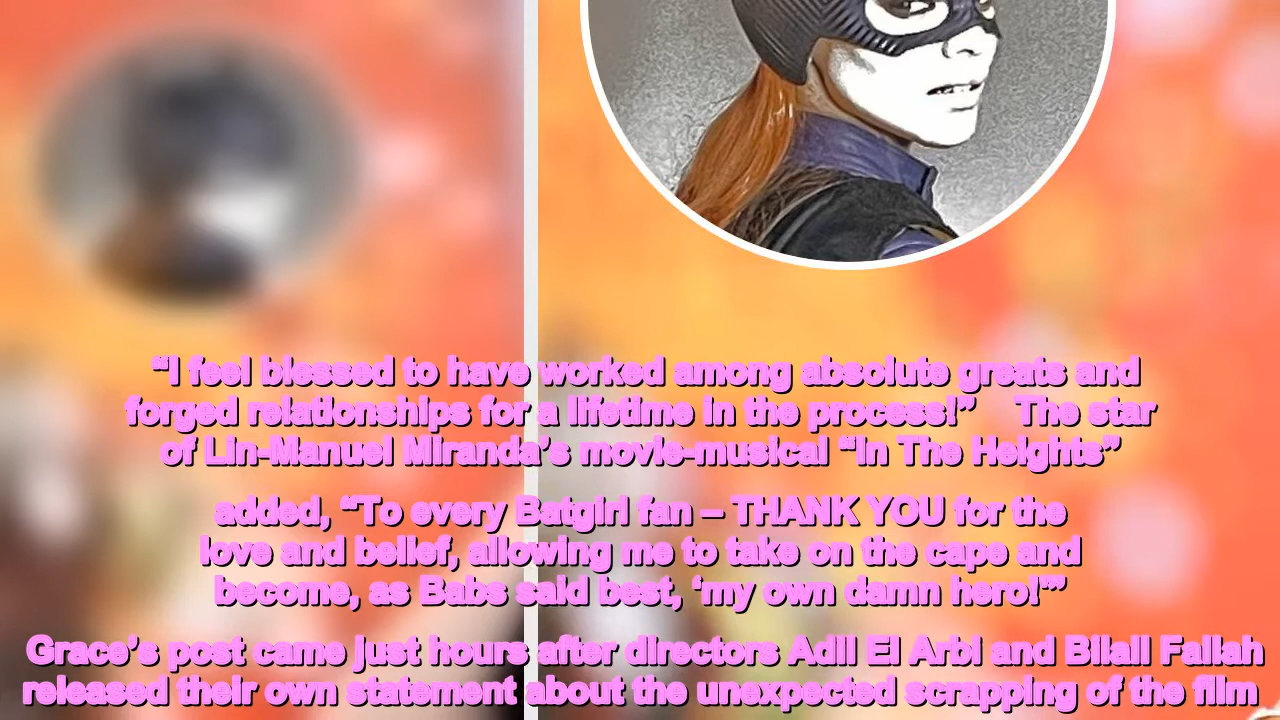 “I feel blessed to have worked among absolute greats and
forged relationships for a lifetime in the process!” The star
of Lin-Manuel Miranda’s movie-musical “In The Heights”
added, “To every Batgirl fan – THANK YOU for the
love and belief, allowing me to take on the cape and
become, as Babs said best, ‘my own damn hero!’”
Grace’s post came just hours after directors Adil El Arbi and Bilall Fallah
released their own statement about the unexpected scrapping of the film